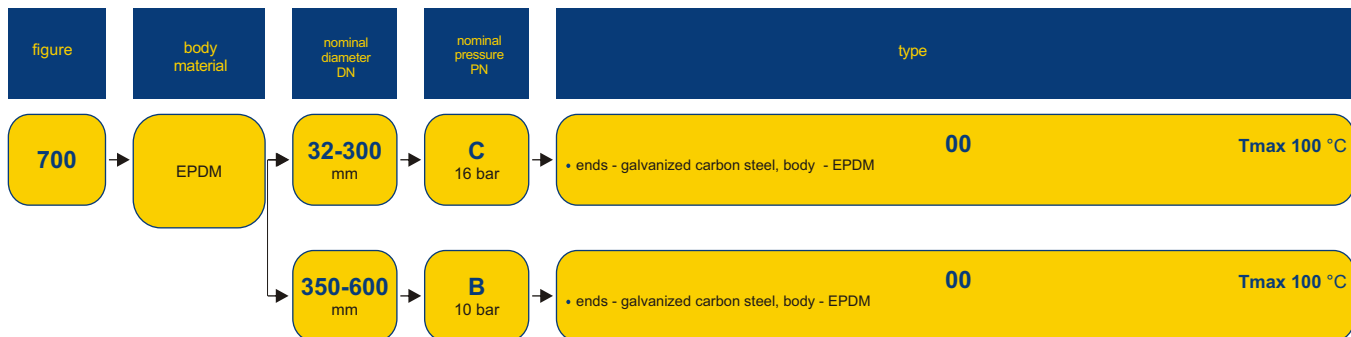 figure
body
material
nominal
diameter
DN
nominal
pressure
PN
type
700
EPDM
32-300
mm
C
16 bar
00
Tmax 100 °C
• ends - galvanized carbon steel, body - EPDM
350-600
mm
B
10 bar
00
Tmax 100 °C
• ends - galvanized carbon steel, body - EPDM